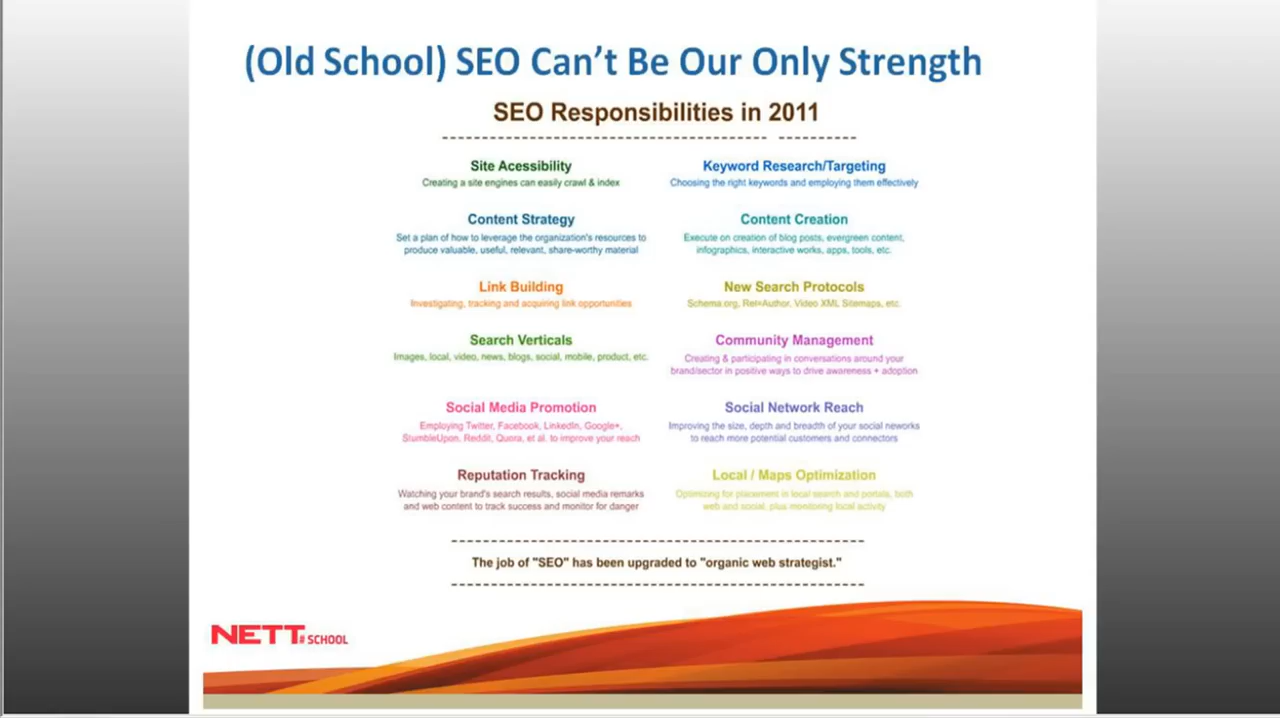 (Old School) SEO Can't Be Our Only Strength
SEO Responsibilities in 2011
Site Acessibility
Creating a site engines can easily crawl & index
Keyword Research/Targeting
Choosing the right keywords and employing them effectively
Content Strategy
Set a plan of how to leverage the organization's resources to
produce valuable, useful, relevant, share-worthy material
Content Creation
Execute on creation of blog posts, evergreen content,
infographics, interactive works, apps, tools, etc.
Link Building
Investigating, tracking and acquiring link opportunities
New Search Protocols
Schema.org, Rel=Author, Video XML Sitemaps, etc.
Search Verticals
Images, local, video, news, blogs, social, mobile, product, etc.
Community Management
Creating & participating in conversations around your
brand/sector in positive ways to drive awareness + adoption
Social Media Promotion
Employing Twitter, Facebook, LinkedIn, Google+,
StumbleUpon, Reddit, Quora, et al. to improve your reach
Social Network Reach
Improving the size, depth and breadth of your social neworks
to reach more potential customers and connectors
Reputation Tracking
Watching your brand's search results, social media remarks
and web content to track success and monitor for danger
Local / Maps Optimization
Optimizing for placement in local search and portals, both
web and social, plus monitoring local activity
The job of "SEO" has been upgraded to "organic web strategist."
NETT# SCHOOL